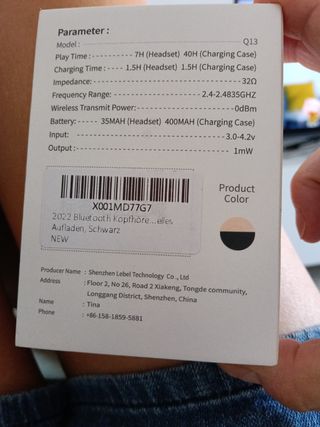 Parameter :
Model : Q13
Play Time: 7H (Headset) 40H (Charging Case)
Charging Time : 1.5H (Headset) 1.5H (Charging Case)
Impedance: 32Ω
Frequency Range: 2.4-2.4835GHZ
Wireless Transmit Power: 0dBm
Battery: 35MAH (Headset) 400MAH (Charging Case)
Input: 3.0-4.2v
Output : 1mW
X001MD77G7
2022 Bluetooth Kopfhöre...elles
Aufladen, Schwarz
NEW
Product
Color
Producer Name : Shenzhen Lebel Technology Co ., Ltd
Address : Floor 2, No 26, Road 2 Xiakeng, Tongde community,
Longgang District, Shenzhen, China
Name : Tina
Phone : +86-158-1859-5881